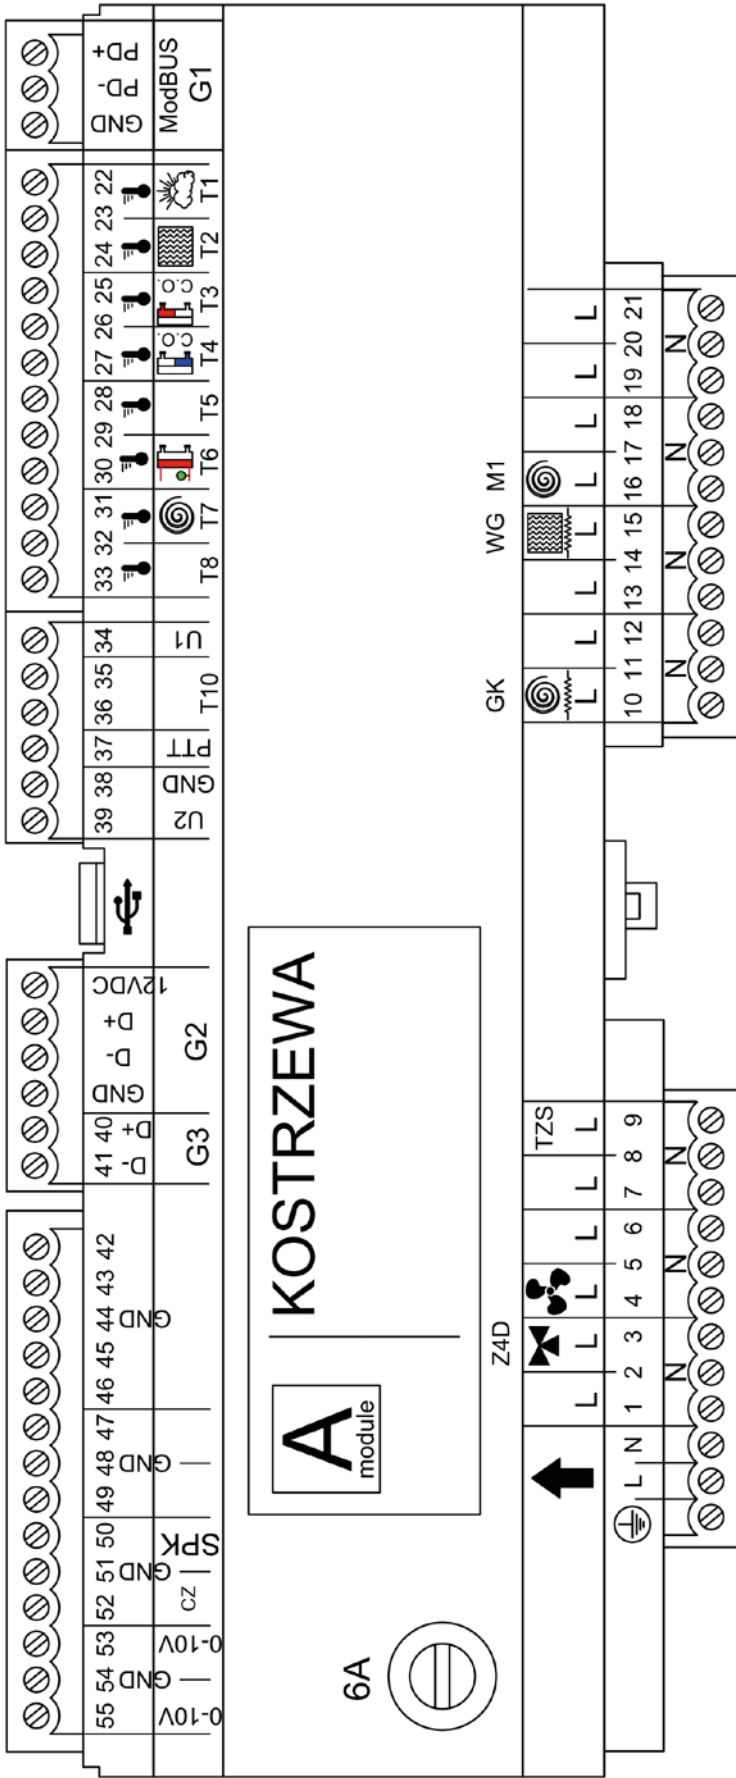 55 54 53 52 51 50 49 48 47 46 45 44 43 42 41 40 39 38 37 36 35 34 33 32 31 30 29 28 27 26 25 24 23 22
GND GND GND GND D- D+ GND D- D+ 12VDC GND PD- PD+
0-10V 0-10V CZ SPK U2 GND PTT U1 C.O. C.O. ModBUS
G3 G2 T10 T8 T7 T6 T5 T4 T3 T2 T1 G1
A
module
KOSTRZEWA
6A
Z4D GK WG M1
TZS
L L L L L L L L L L L L L L
L N 1 2 3 4 5 6 7 8 9 10 11 12 13 14 15 16 17 18 19 20 21
N N N N N N N